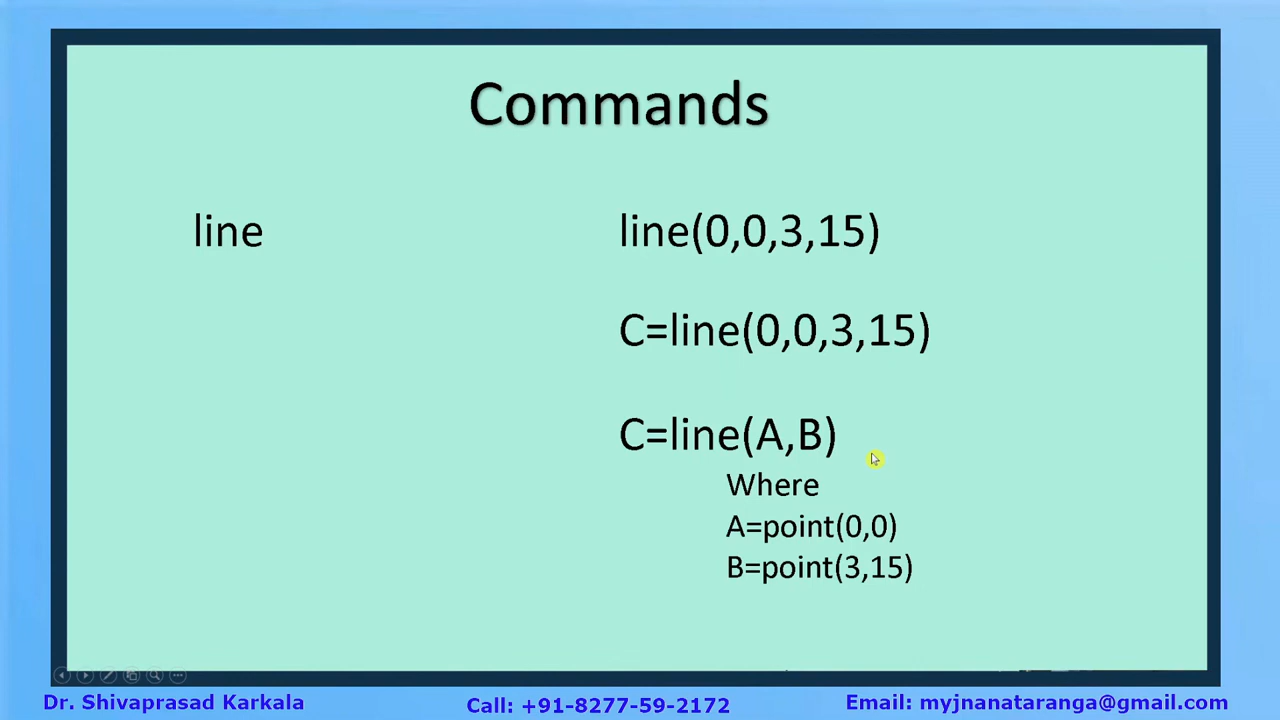 Commands
line
line(0,0,3,15)
C=line(0,0,3,15)
C=line(A,B)
Where
A=point(0,0)
B=point(3,15)
Dr. Shivaprasad Karkala
Call: +91-8277-59-2172
Email: myjnanataranga@gmail.com